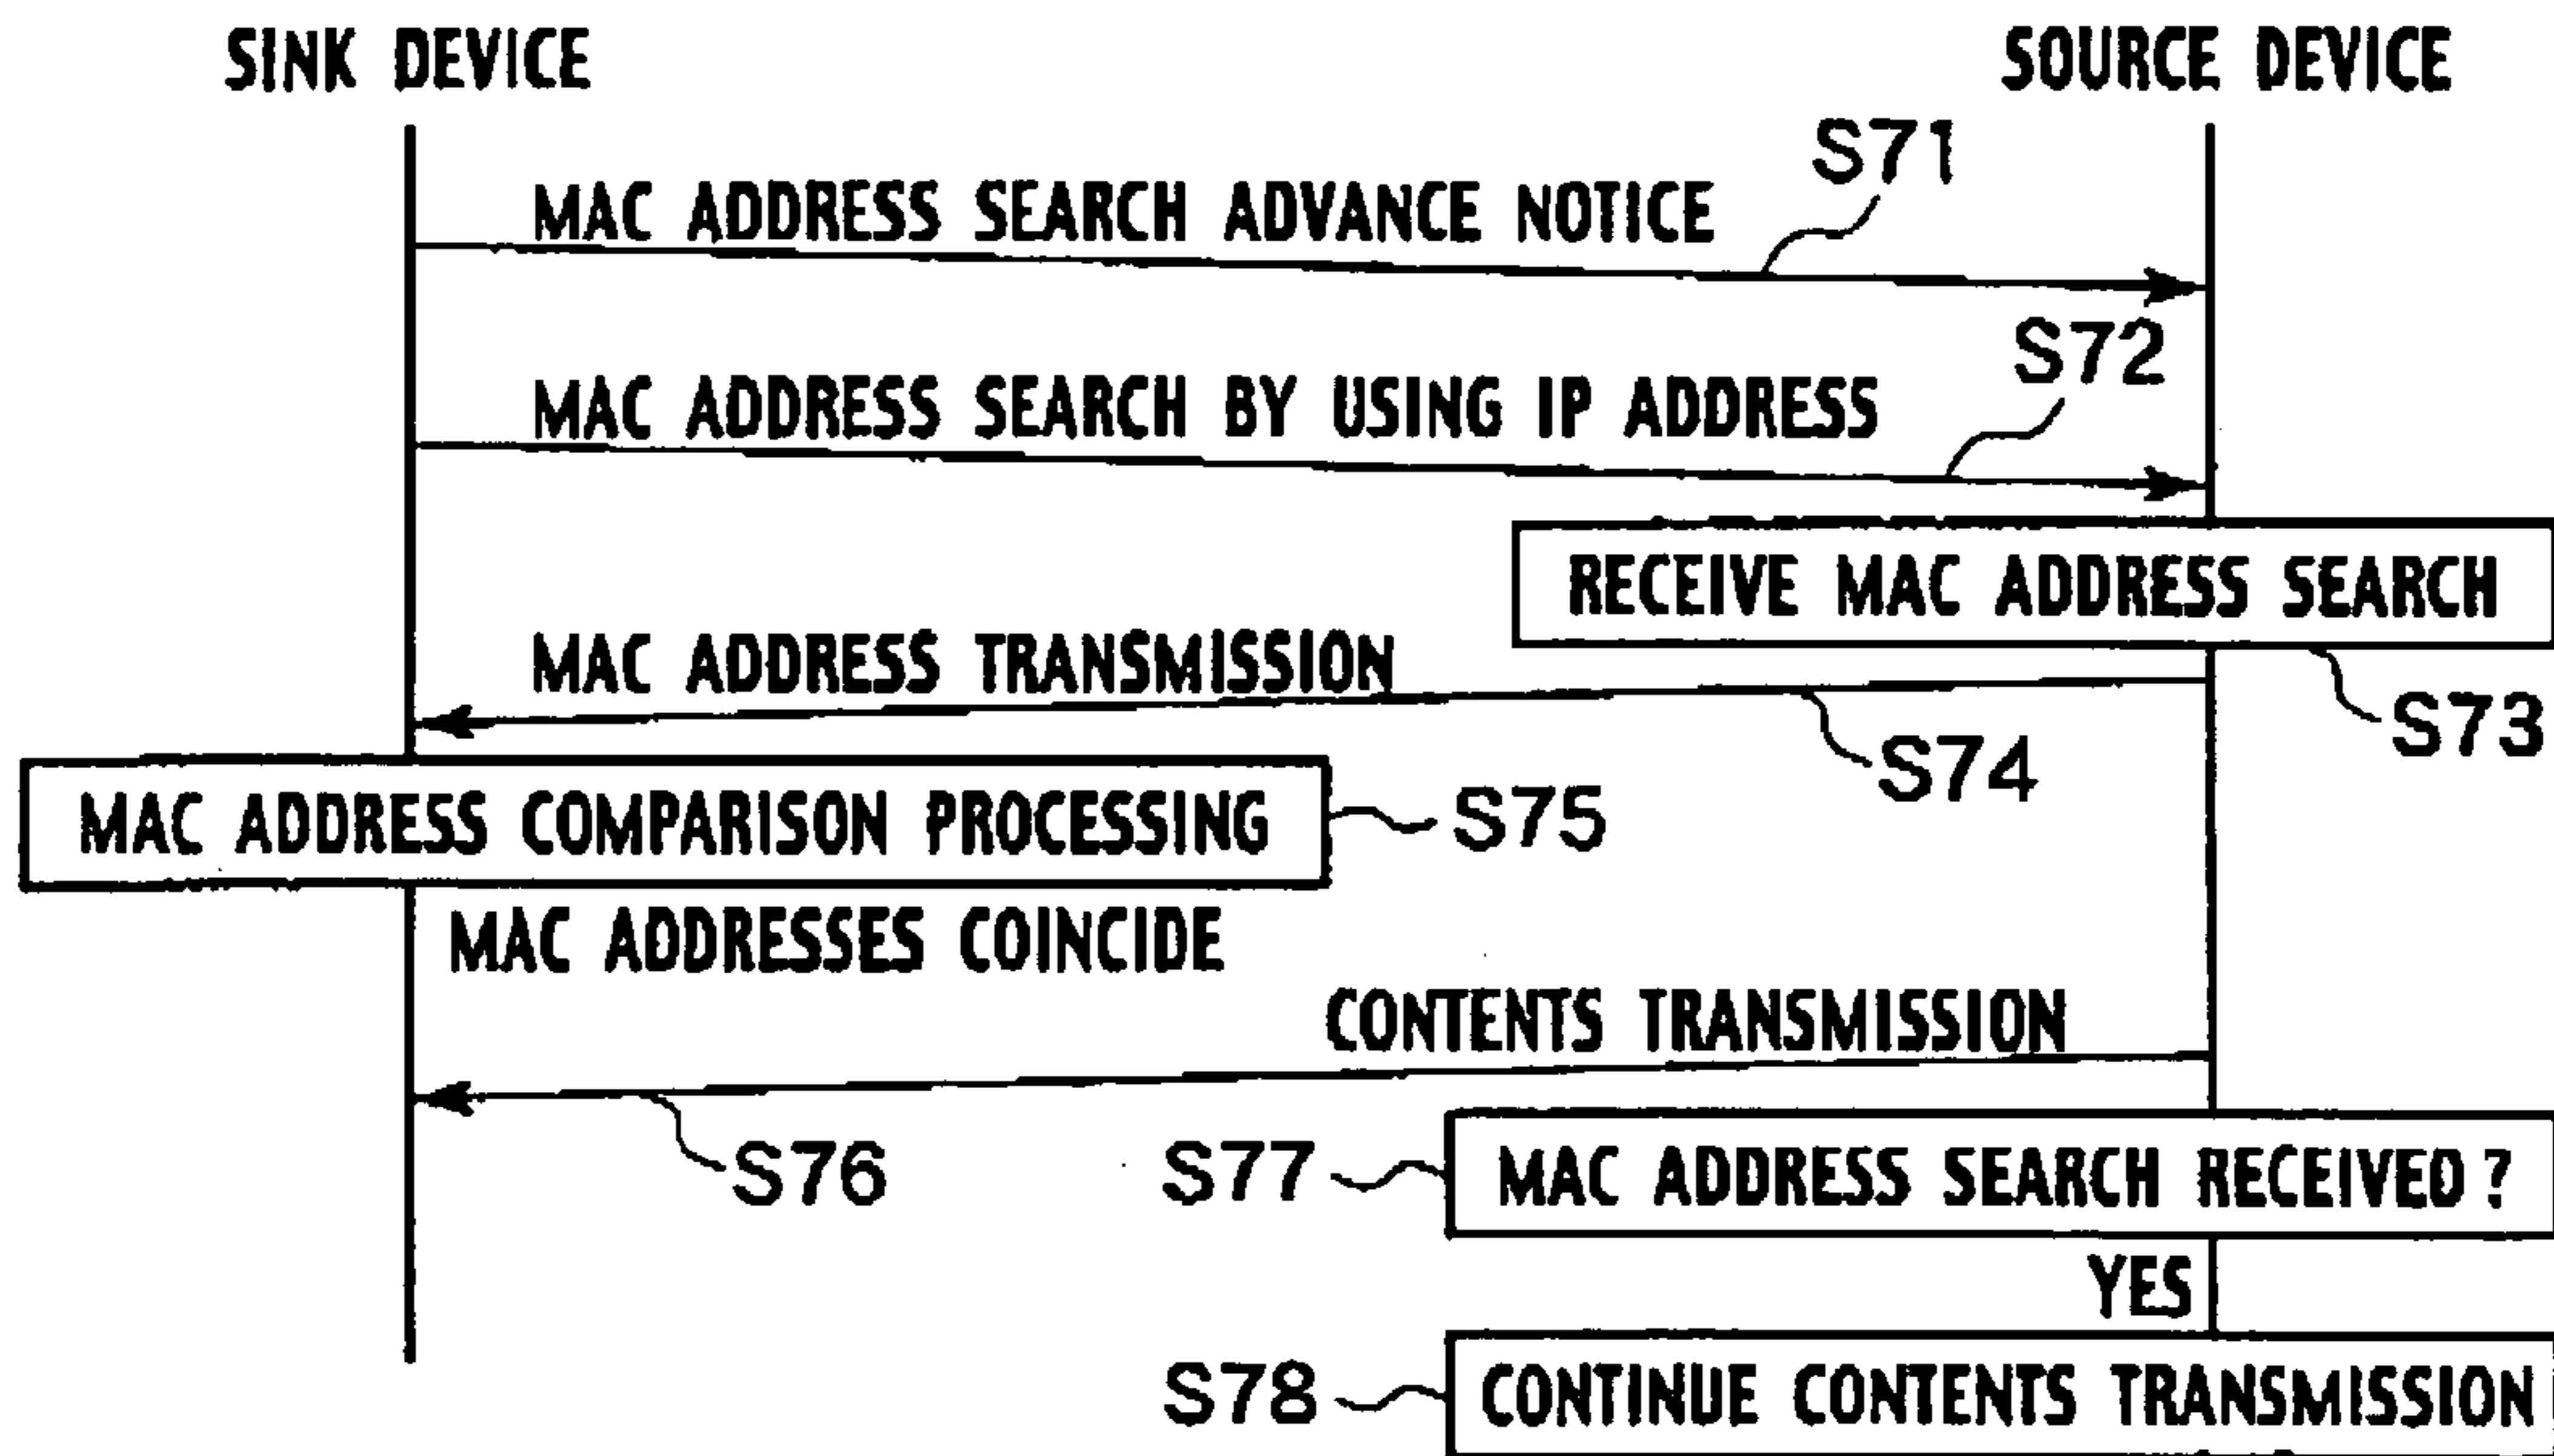 SINK DEVICE
SOURCE DEVICE
S71
MAC ADDRESS SEARCH ADVANCE NOTICE
S72
MAC ADDRESS SEARCH BY USING IP ADDRESS
RECEIVE MAC ADDRESS SEARCH
S73
MAC ADDRESS TRANSMISSION
S74
MAC ADDRESS COMPARISON PROCESSING
S75
MAC ADDRESSES COINCIDE
CONTENTS TRANSMISSION
S76
S77
MAC ADDRESS SEARCH RECEIVED ?
YES
S78
CONTINUE CONTENTS TRANSMISSION